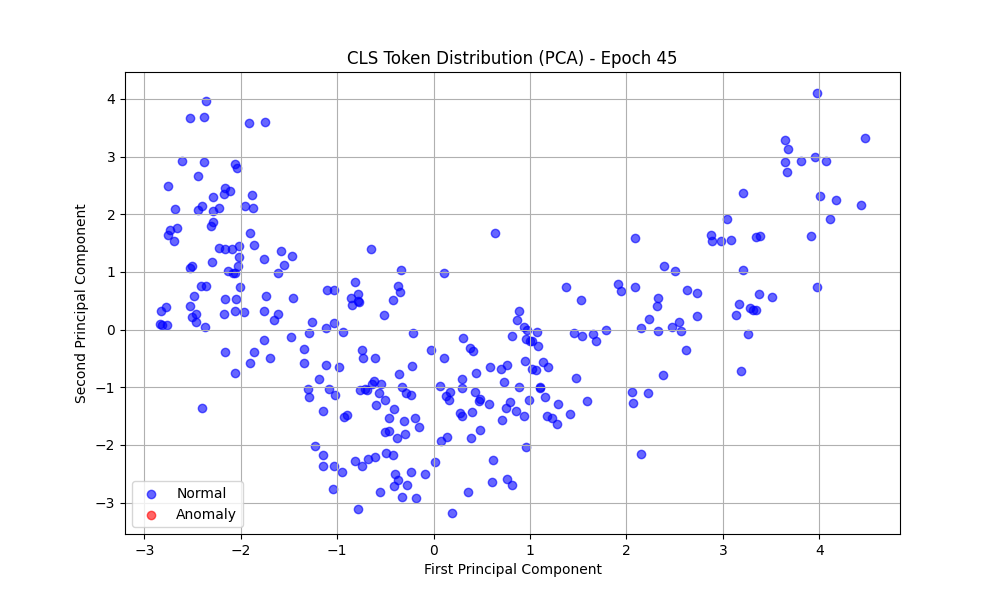 CLS Token Distribution (PCA) - Epoch 45
Second Principal Component
4
3
2
1
0
−1
−2
−3
Normal
Anomaly
−3 −2 −1 0 1 2 3 4
First Principal Component